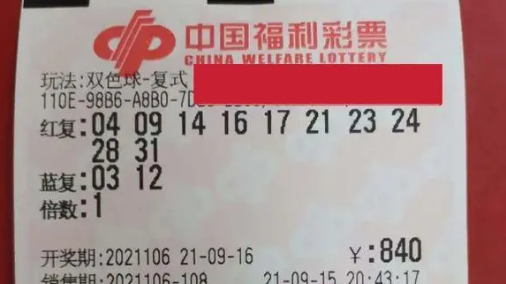 中国福利彩票
CHINA WELFARE LOTTERY
玩法:双色球-复式
110E-98B6-A8B0-
红复:04 09 14 16 17 21 23 24
28 31
蓝复:03 12
倍数:1
开奖期:2021106 21-09-16 ¥:840
销售期:2021106-108 21-09-15 20:43:17